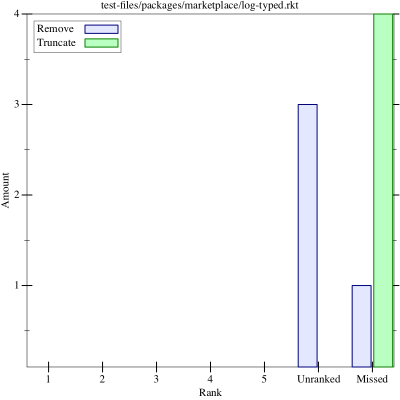 test-files/packages/marketplace/log-typed.rkt
Remove
Truncate
4
3
2
1
Amount
1 2 3 4 5 Unranked Missed
Rank